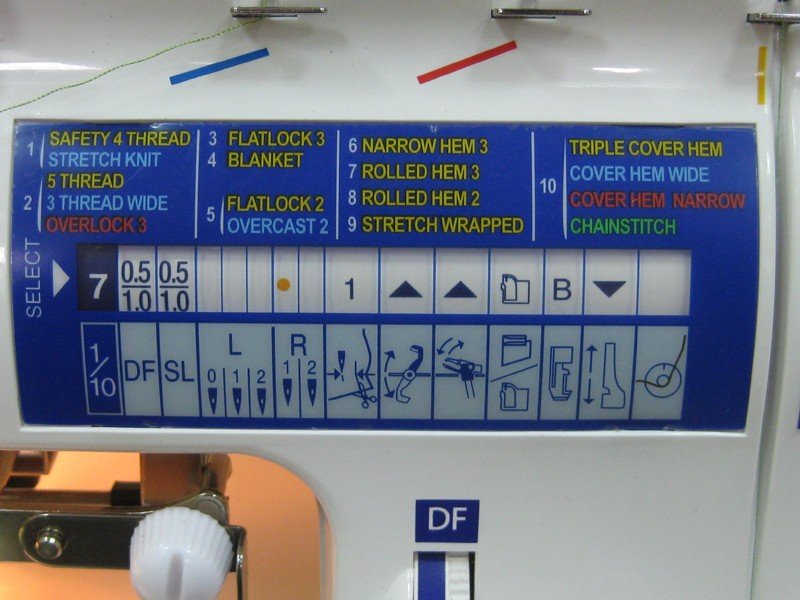 1 SAFETY 4 THREAD
STRETCH KNIT
5 THREAD
2 3 THREAD WIDE
OVERLOCK 3
3 FLATLOCK 3
4 BLANKET
5 FLATLOCK 2
OVERCAST 2
6 NARROW HEM 3
7 ROLLED HEM 3
8 ROLLED HEM 2
9 STRETCH WRAPPED
10 TRIPLE COVER HEM
COVER HEM WIDE
COVER HEM NARROW
CHAINSTITCH
SELECT
7 0.5/1.0 0.5/1.0 1 B
1/10 DF SL L R
0 1 2 1 2
DF